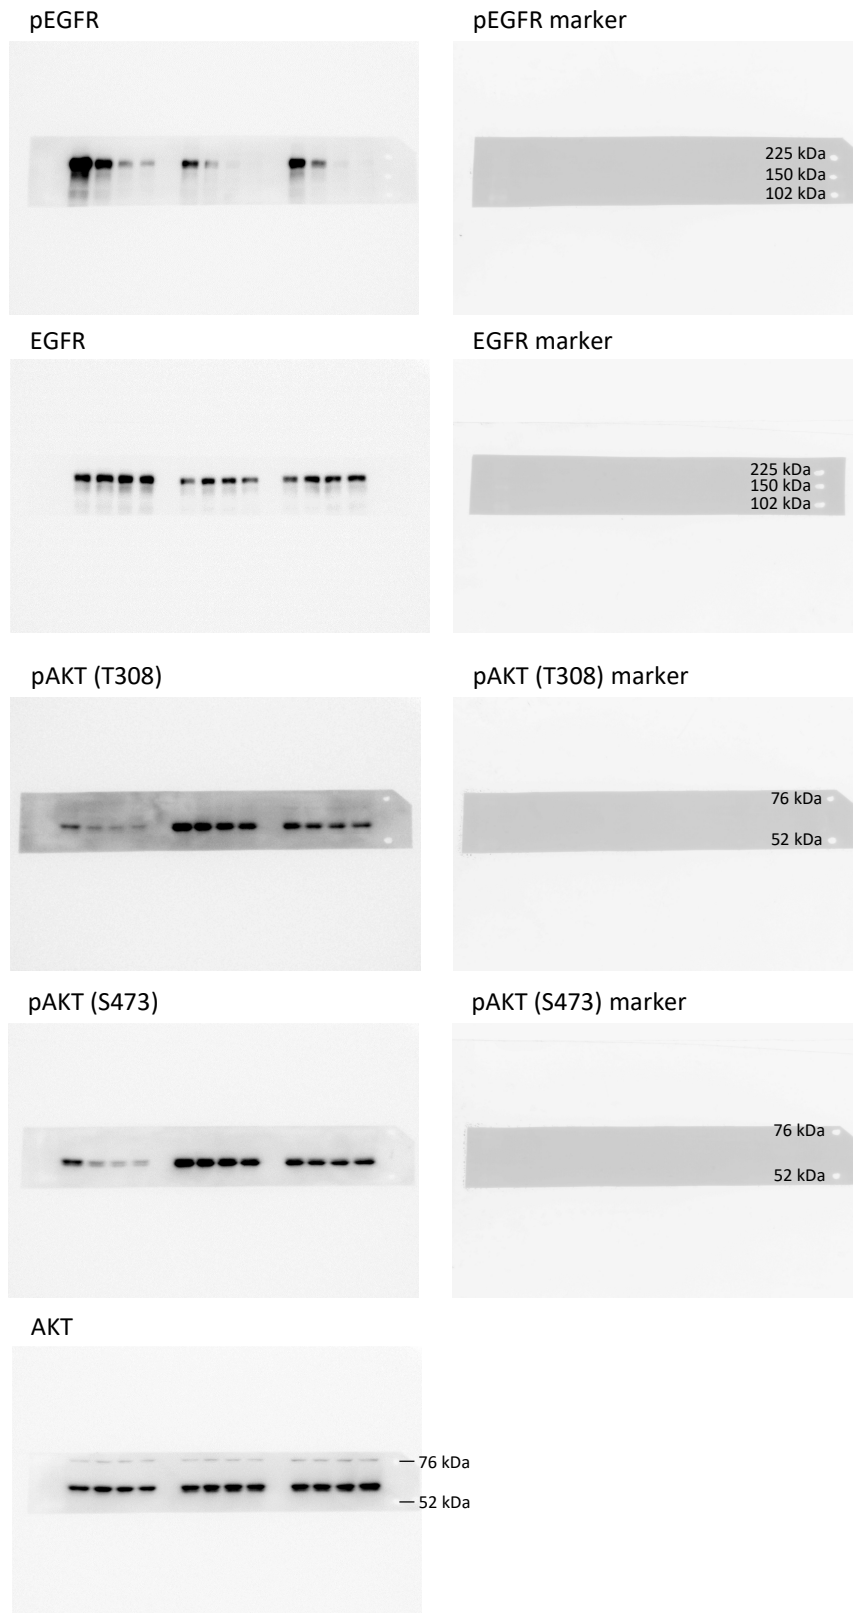 pEGFR
pEGFR marker
225 kDa
150 kDa
102 kDa
EGFR
EGFR marker
225 kDa
150 kDa
102 kDa
pAKT (T308)
pAKT (T308) marker
76 kDa
52 kDa
pAKT (S473)
pAKT (S473) marker
76 kDa
52 kDa
AKT
76 kDa
52 kDa